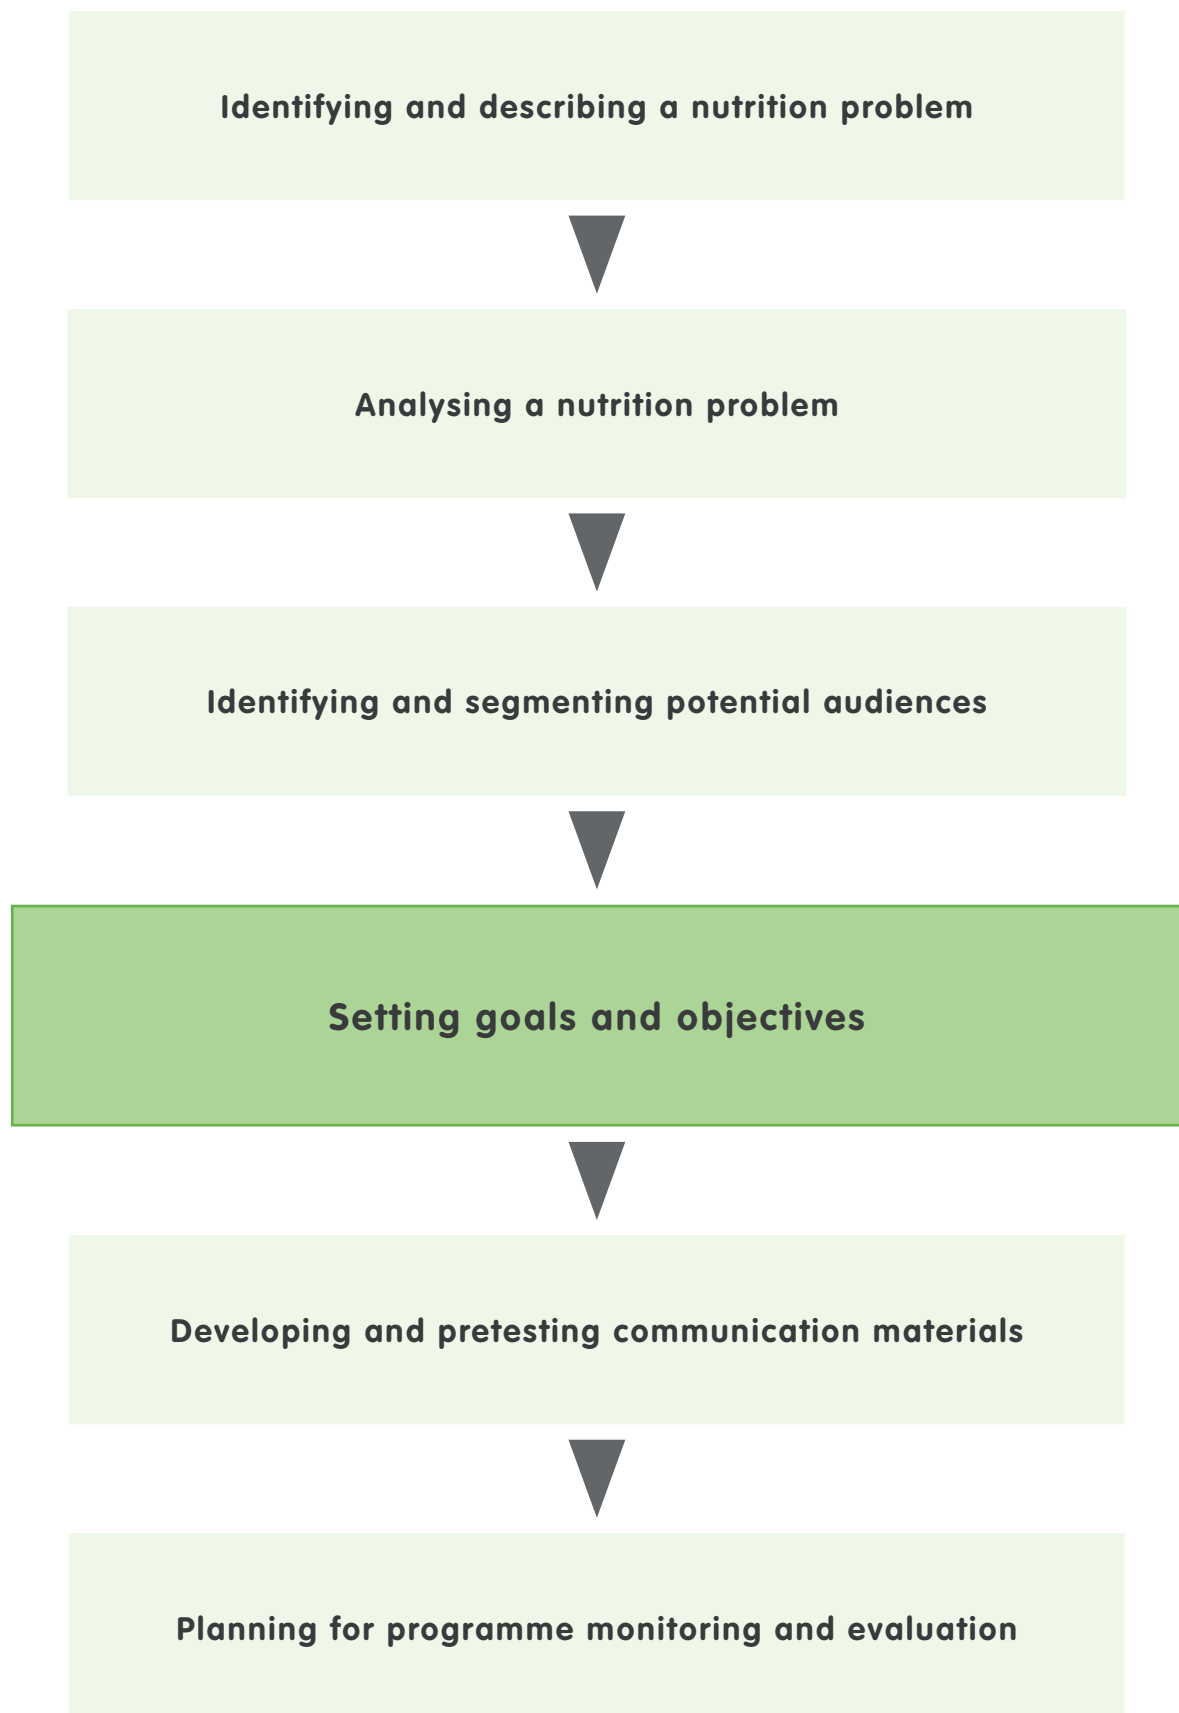 Identifying and describing a nutrition problem
Analysing a nutrition problem
Identifying and segmenting potential audiences
Setting goals and objectives
Developing and pretesting communication materials
Planning for programme monitoring and evaluation